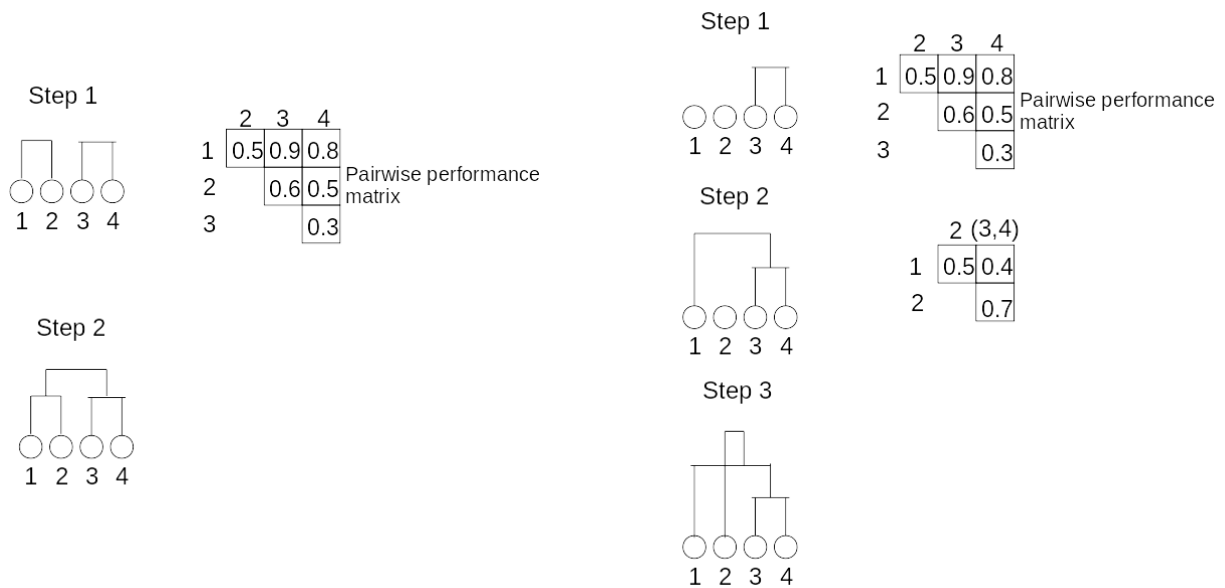 Step 1
1 2 3 4
2 3 4
1 0.5 0.9 0.8
2 0.6 0.5
3 0.3
Pairwise performance
matrix
Step 2
1 2 3 4
Step 1
1 2 3 4
2 3 4
1 0.5 0.9 0.8
2 0.6 0.5
3 0.3
Pairwise performance
matrix
Step 2
1 2 3 4
2 (3,4)
1 0.5 0.4
2 0.7
Step 3
1 2 3 4